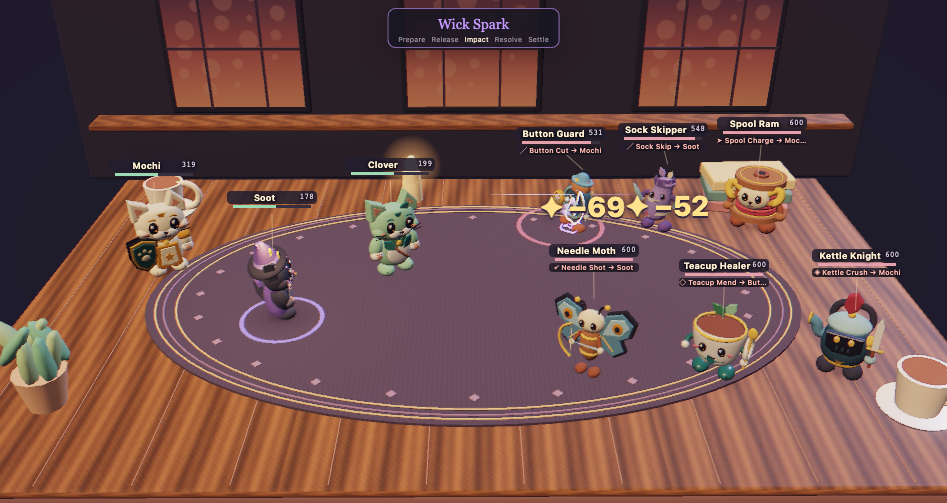 Wick Spark
Prepare Release Impact Resolve Settle
Button Guard 531
／ Button Cut → Mochi
Sock Skipper 548
／ Sock Skip → Soot
Spool Ram 600
➤ Spool Charge → Moc...
Mochi 319
Clover 199
Soot 178
✦ -69 ✦ -52
Needle Moth 600
➶ Needle Shot → Soot
Teacup Healer 600
◇ Teacup Mend → But...
Kettle Knight 600
◈ Kettle Crush → Mochi